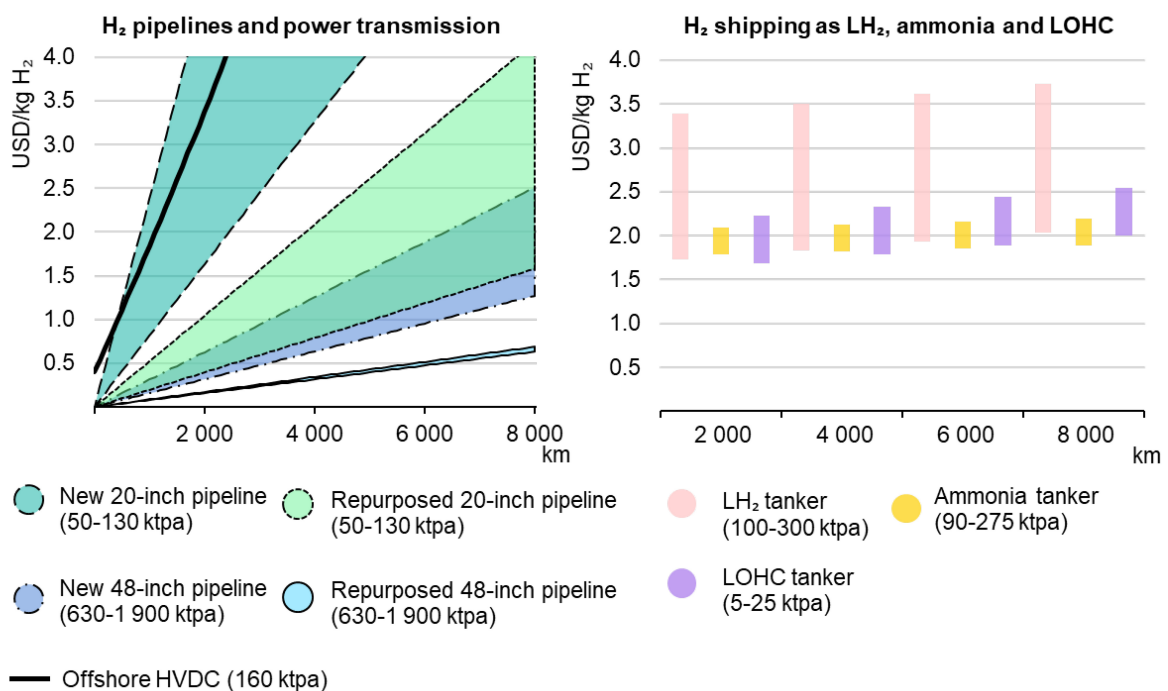 H₂ pipelines and power transmission
USD/kg H₂
4.0
3.5
3.0
2.5
2.0
1.5
1.0
0.5
2 000
4 000
6 000
8 000
km
New 20-inch pipeline
(50-130 ktpa)
Repurposed 20-inch pipeline
(50-130 ktpa)
New 48-inch pipeline
(630-1 900 ktpa)
Repurposed 48-inch pipeline
(630-1 900 ktpa)
Offshore HVDC (160 ktpa)
H₂ shipping as LH₂, ammonia and LOHC
USD/kg H₂
4.0
3.5
3.0
2.5
2.0
1.5
1.0
0.5
2 000
4 000
6 000
8 000
km
LH₂ tanker
(100-300 ktpa)
Ammonia tanker
(90-275 ktpa)
LOHC tanker
(5-25 ktpa)